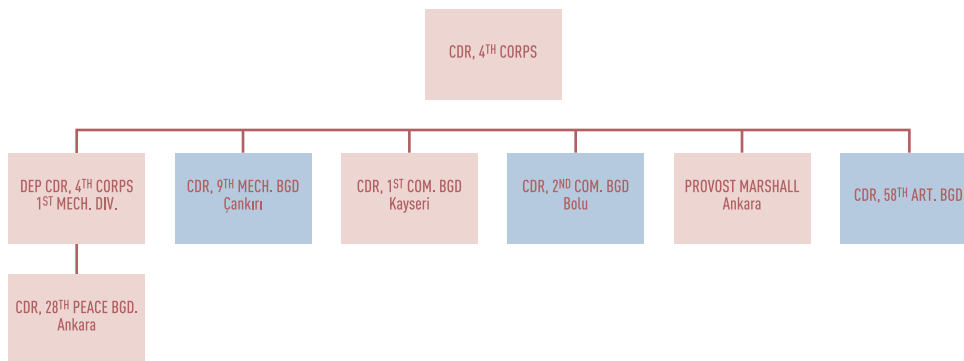 CDR, 4TH CORPS
DEP CDR, 4TH CORPS
1ST MECH. DIV.
CDR, 9TH MECH. BGD
Çankırı
CDR, 1ST COM. BGD
Kayseri
CDR, 2ND COM. BGD
Bolu
PROVOST MARSHALL
Ankara
CDR, 58TH ART. BGD.
CDR, 28TH PEACE BGD.
Ankara